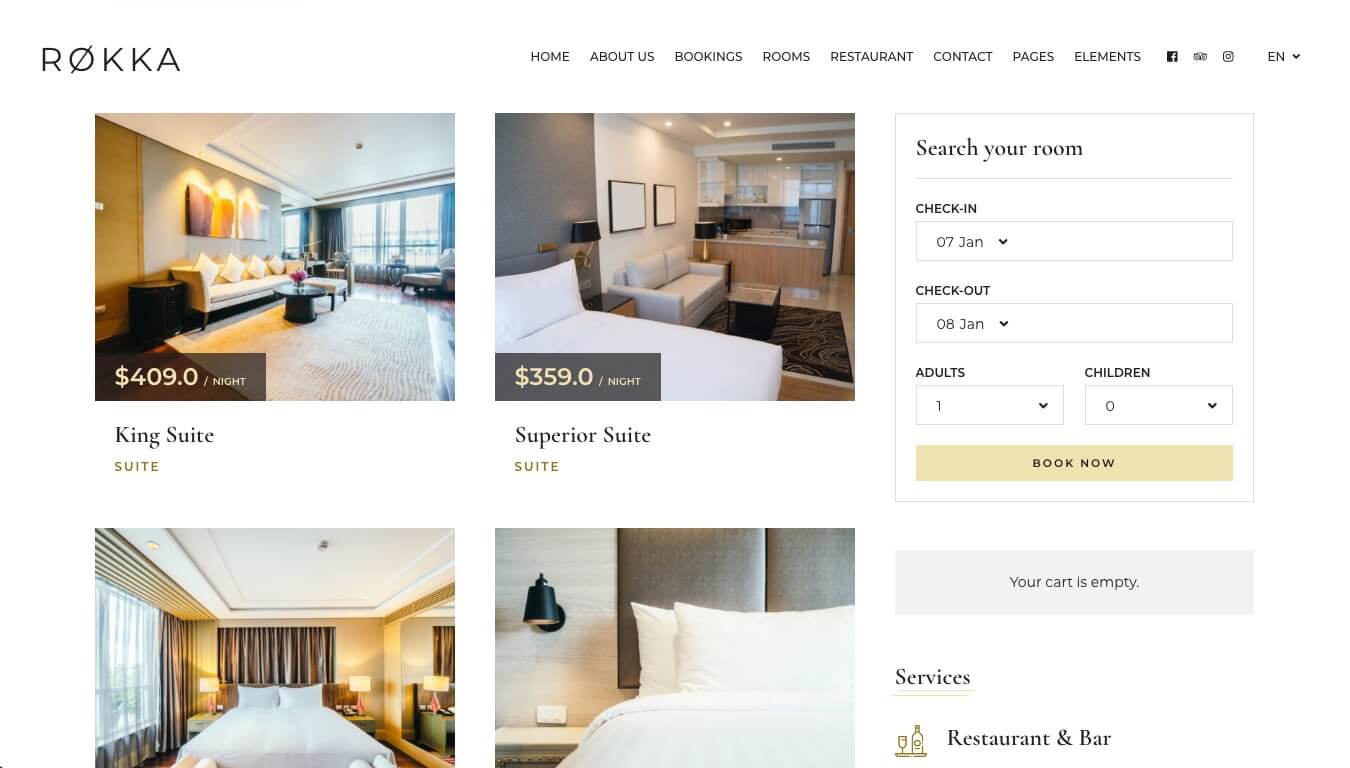 RØKKA
HOME ABOUT US BOOKINGS ROOMS RESTAURANT CONTACT PAGES ELEMENTS EN
$409.0 / NIGHT
King Suite
SUITE
$359.0 / NIGHT
Superior Suite
SUITE
Search your room
CHECK-IN
07 Jan
CHECK-OUT
08 Jan
ADULTS CHILDREN
1 0
BOOK NOW
Your cart is empty.
Services
Restaurant & Bar